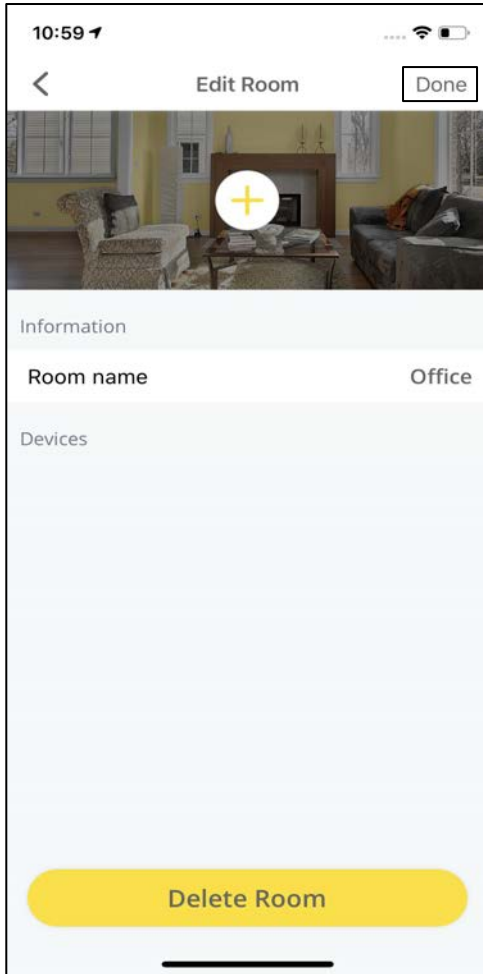 10:59
Edit Room
Done
Information
Room name Office
Devices
Delete Room